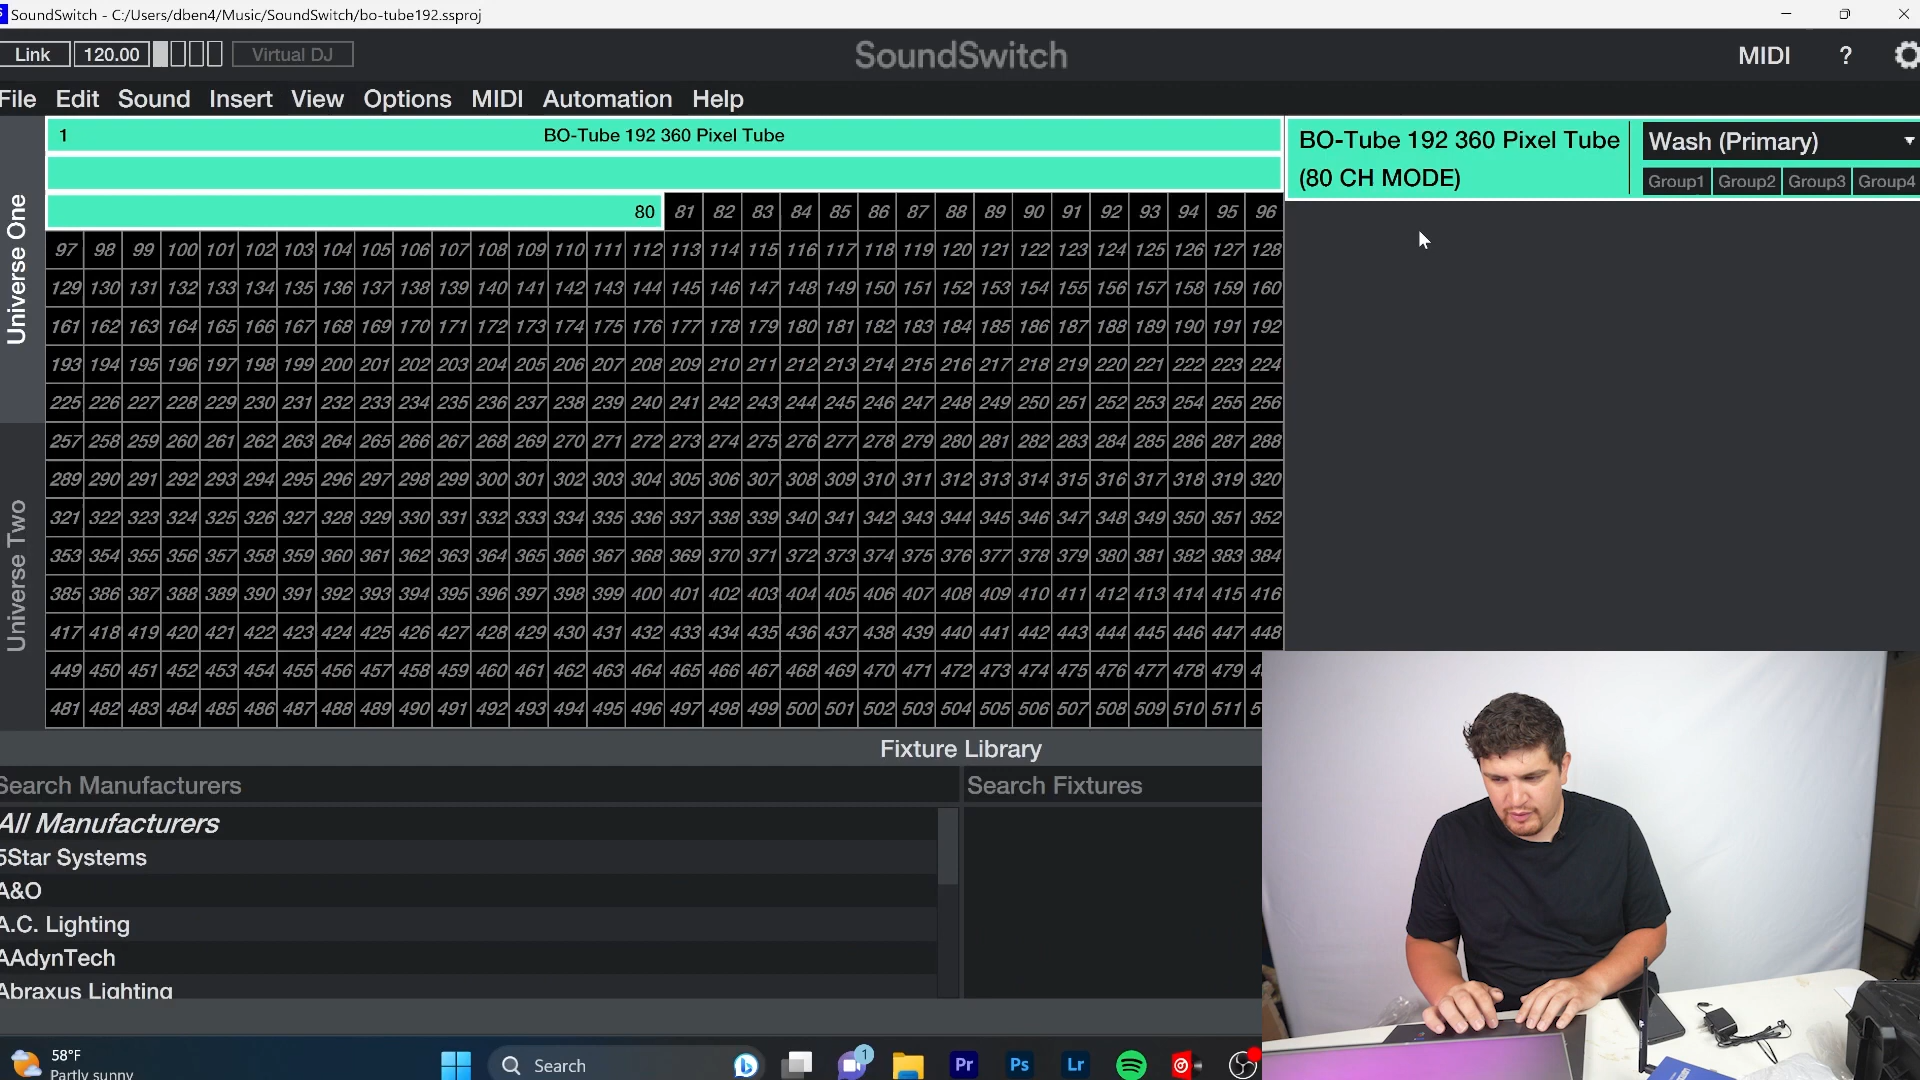 SoundSwitch - C:/Users/dben4/Music/SoundSwitch/bo-tube192.ssproj
Link 120.00 Virtual DJ SoundSwitch MIDI ?
File Edit Sound Insert View Options MIDI Automation Help
1 BO-Tube 192 360 Pixel Tube
BO-Tube 192 360 Pixel Tube
(80 CH MODE)
Wash (Primary)
Group1 Group2 Group3 Group4
Universe One
Universe Two
80 81 82 83 84 85 86 87 88 89 90 91 92 93 94 95 96
97 98 99 100 101 102 103 104 105 106 107 108 109 110 111 112 113 114 115 116 117 118 119 120 121 122 123 124 125 126 127 128
129 130 131 132 133 134 135 136 137 138 139 140 141 142 143 144 145 146 147 148 149 150 151 152 153 154 155 156 157 158 159 160
161 162 163 164 165 166 167 168 169 170 171 172 173 174 175 176 177 178 179 180 181 182 183 184 185 186 187 188 189 190 191 192
193 194 195 196 197 198 199 200 201 202 203 204 205 206 207 208 209 210 211 212 213 214 215 216 217 218 219 220 221 222 223 224
225 226 227 228 229 230 231 232 233 234 235 236 237 238 239 240 241 242 243 244 245 246 247 248 249 250 251 252 253 254 255 256
257 258 259 260 261 262 263 264 265 266 267 268 269 270 271 272 273 274 275 276 277 278 279 280 281 282 283 284 285 286 287 288
289 290 291 292 293 294 295 296 297 298 299 300 301 302 303 304 305 306 307 308 309 310 311 312 313 314 315 316 317 318 319 320
321 322 323 324 325 326 327 328 329 330 331 332 333 334 335 336 337 338 339 340 341 342 343 344 345 346 347 348 349 350 351 352
353 354 355 356 357 358 359 360 361 362 363 364 365 366 367 368 369 370 371 372 373 374 375 376 377 378 379 380 381 382 383 384
385 386 387 388 389 390 391 392 393 394 395 396 397 398 399 400 401 402 403 404 405 406 407 408 409 410 411 412 413 414 415 416
417 418 419 420 421 422 423 424 425 426 427 428 429 430 431 432 433 434 435 436 437 438 439 440 441 442 443 444 445 446 447 448
449 450 451 452 453 454 455 456 457 458 459 460 461 462 463 464 465 466 467 468 469 470 471 472 473 474 475 476 477 478 479
481 482 483 484 485 486 487 488 489 490 491 492 493 494 495 496 497 498 499 500 501 502 503 504 505 506 507 508 509 510 511
Fixture Library
Search Manufacturers Search Fixtures
All Manufacturers
5Star Systems
A&O
A.C. Lighting
AAdynTech
Abraxus Lighting
58°F
Partly sunny
Search
1
Pr Ps Lr